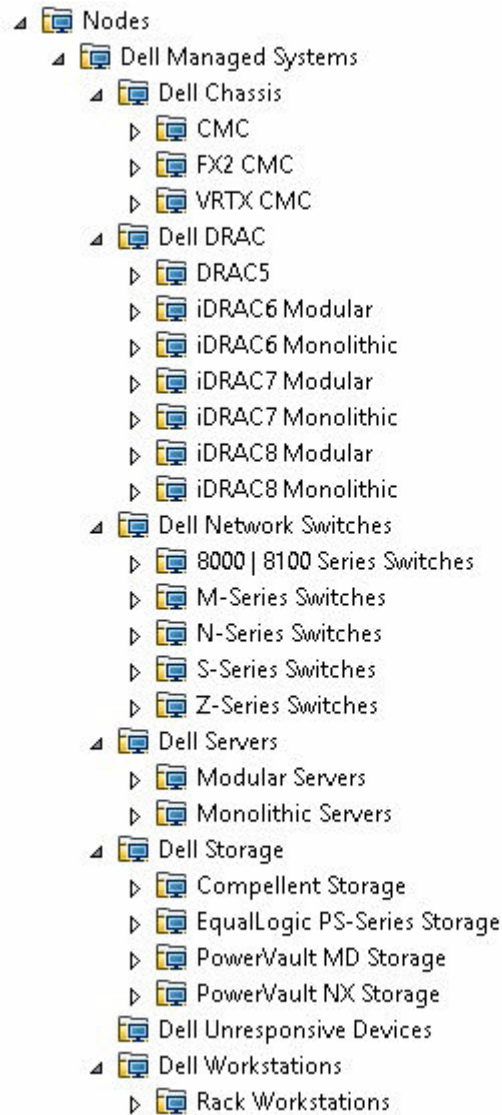 Nodes
Dell Managed Systems
Dell Chassis
CMC
FX2 CMC
VRTX CMC
Dell DRAC
DRAC5
iDRAC6 Modular
iDRAC6 Monolithic
iDRAC7 Modular
iDRAC7 Monolithic
iDRAC8 Modular
iDRAC8 Monolithic
Dell Network Switches
8000 | 8100 Series Switches
M-Series Switches
N-Series Switches
S-Series Switches
Z-Series Switches
Dell Servers
Modular Servers
Monolithic Servers
Dell Storage
Compellent Storage
EqualLogic PS-Series Storage
PowerVault MD Storage
PowerVault NX Storage
Dell Unresponsive Devices
Dell Workstations
Rack Workstations